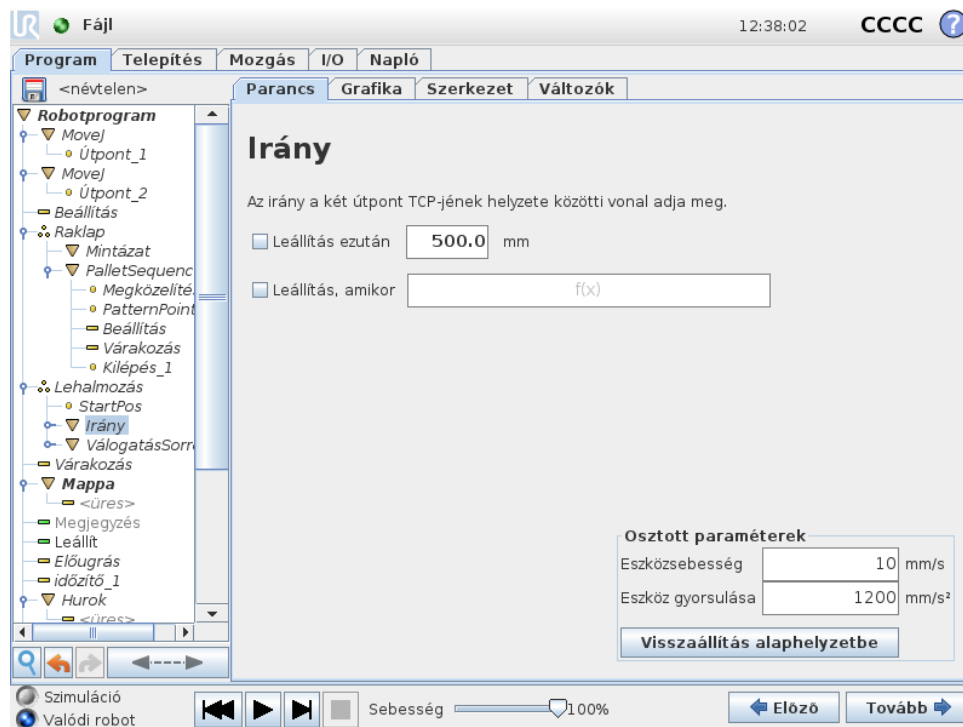 UR Fájl 12:38:02 CCCC ?
Program Telepítés Mozgás I/O Napló
<névtelen>
Parancs Grafika Szerkezet Változók
Robotprogram
MoveJ
Útpont_1
MoveJ
Útpont_2
Beállítás
Raklap
Mintázat
PalletSequenc
Megközelítés
PatternPoint
Beállítás
Várakozás
Kilépés_1
Lehalmozás
StartPos
Irány
VálogatásSorr
Várakozás
Mappa
<üres>
Megjegyzés
Leállít
Előugrás
időzítő_1
Hurok
<üres>
Irány
Az irány a két útpont TCP-jének helyzete közötti vonal adja meg.
Leállítás ezután 500.0 mm
Leállítás, amikor f(x)
Osztott paraméterek
Eszközsebesség 10 mm/s
Eszköz gyorsulása 1200 mm/s²
Visszaállítás alaphelyzetbe
Szimuláció
Valódi robot
Sebesség 100%
Előző Tovább